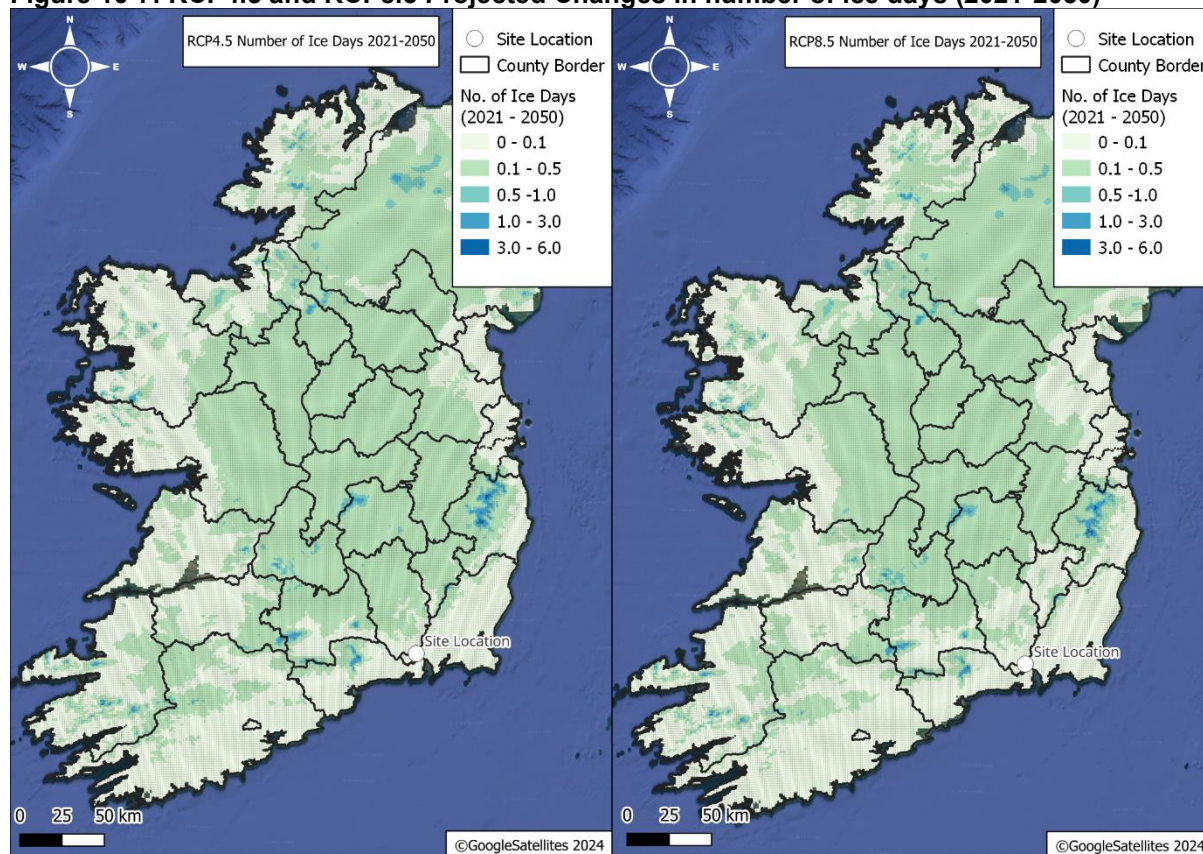 RCP4.5 Number of Ice Days 2021-2050
N
W
E
S
Site Location
County Border
No. of Ice Days
(2021 - 2050)
0 - 0.1
0.1 - 0.5
0.5 -1.0
1.0 - 3.0
3.0 - 6.0
Site Location
0 25 50 km
©GoogleSatellites 2024
RCP8.5 Number of Ice Days 2021-2050
N
W
E
S
Site Location
County Border
No. of Ice Days
(2021 - 2050)
0 - 0.1
0.1 - 0.5
0.5 -1.0
1.0 - 3.0
3.0 - 6.0
Site Location
0 25 50 km
©GoogleSatellites 2024